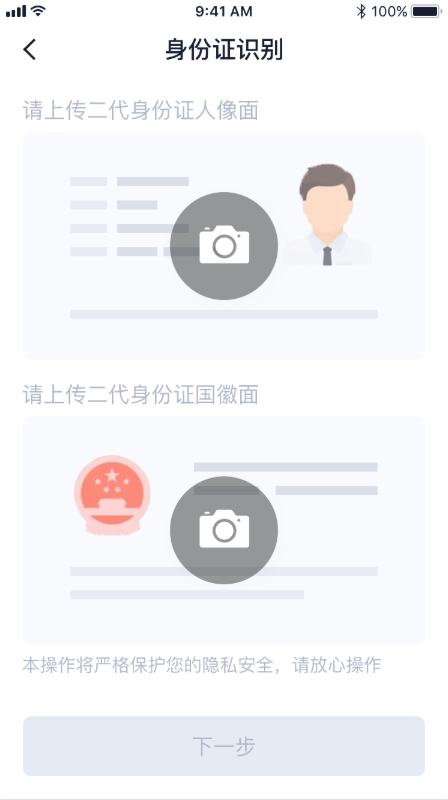 9:41 AM 100%
身份证识别
请上传二代身份证人像面
请上传二代身份证国徽面
本操作将严格保护您的隐私安全，请放心操作
下一步